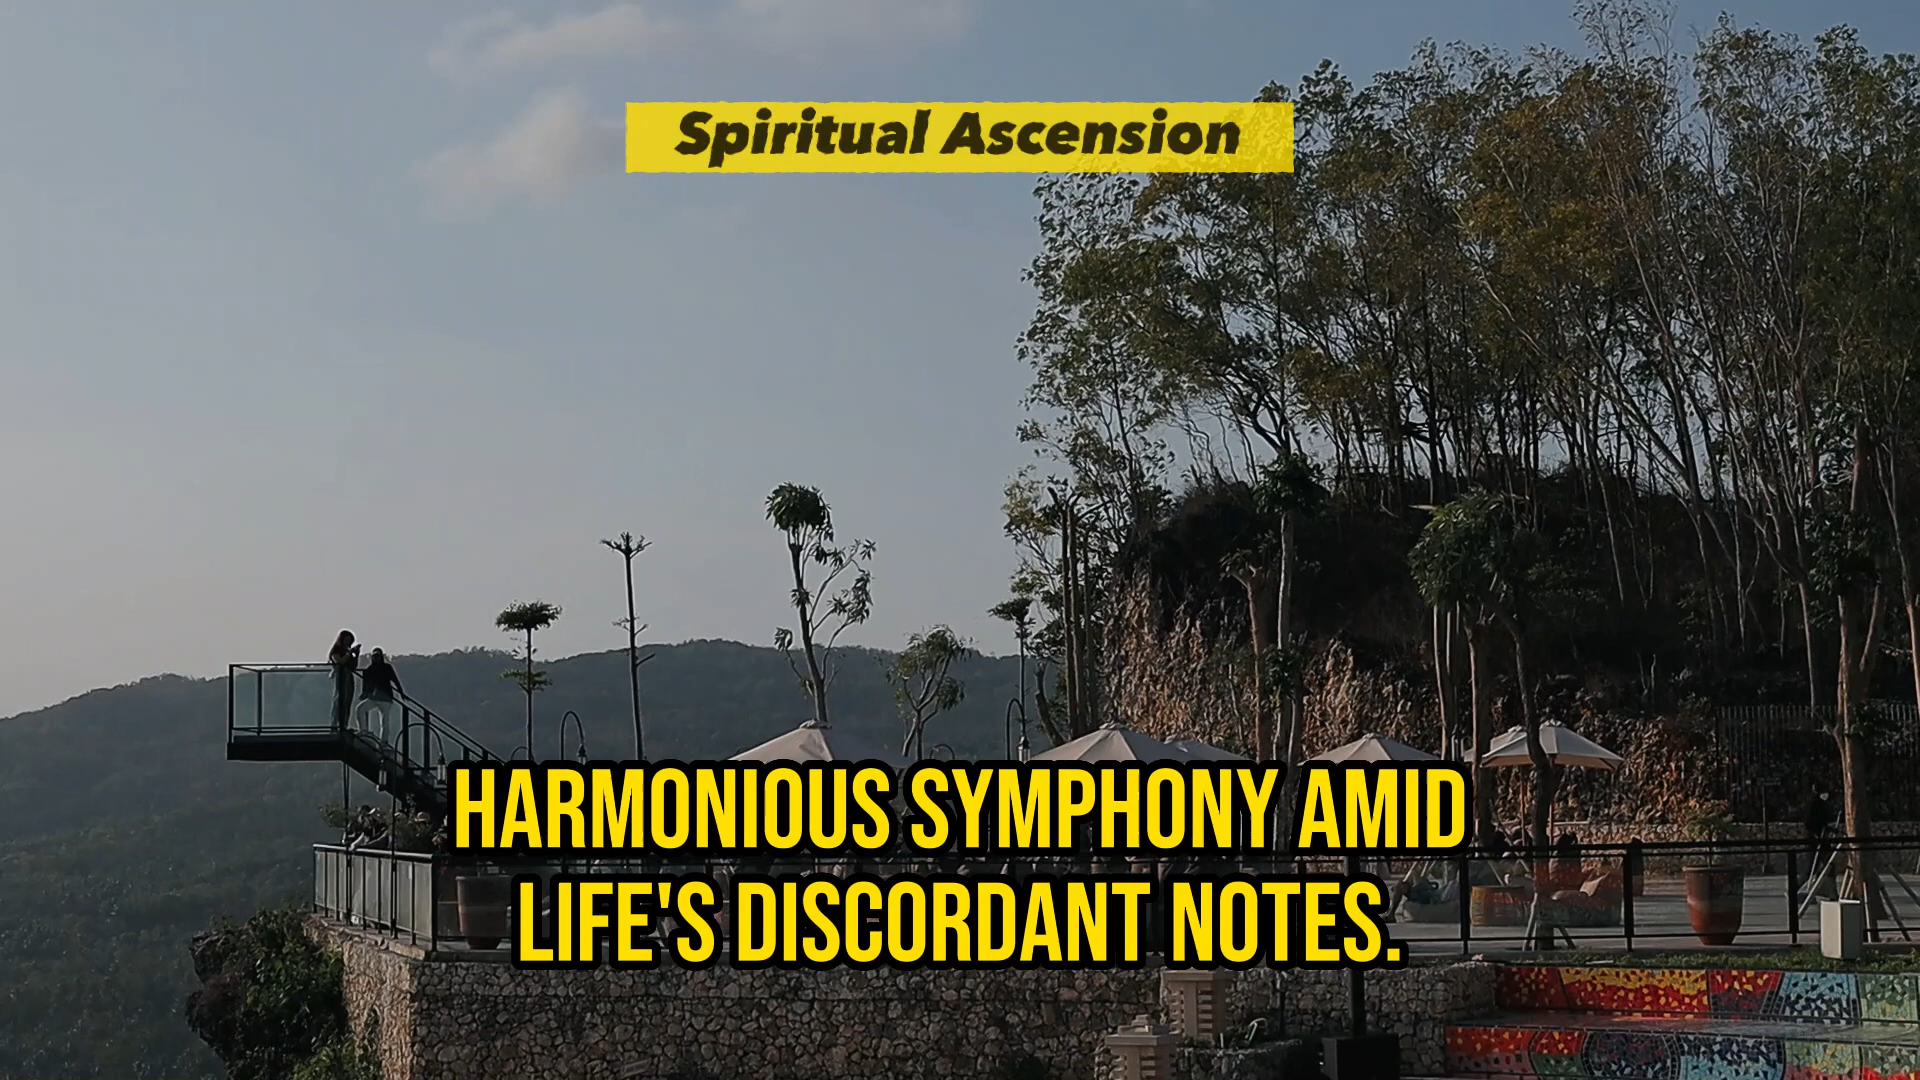 Spiritual Ascension
HARMONIOUS SYMPHONY AMID
LIFE'S DISCORDANT NOTES.